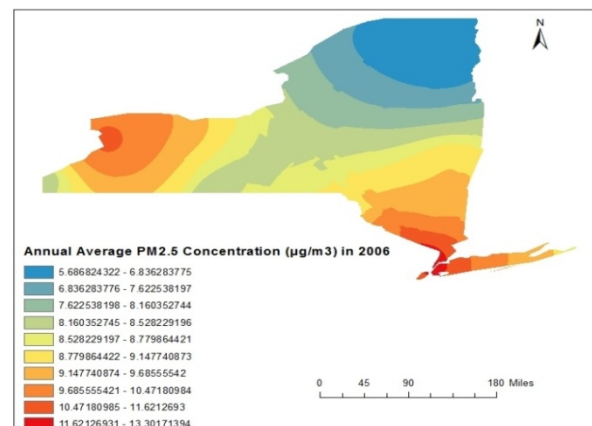 N
Annual Average PM2.5 Concentration (µg/m3) in 2006
5.686824322 - 6.836283775
6.836283776 - 7.622538197
7.622538198 - 8.160352744
8.160352745 - 8.528229196
8.528229197 - 8.779864421
8.779864422 - 9.147740873
9.147740874 - 9.68555542
9.685555421 - 10.47180984
10.47180985 - 11.6212693
11.62126931 - 13.30171394
0 45 90 180 Miles